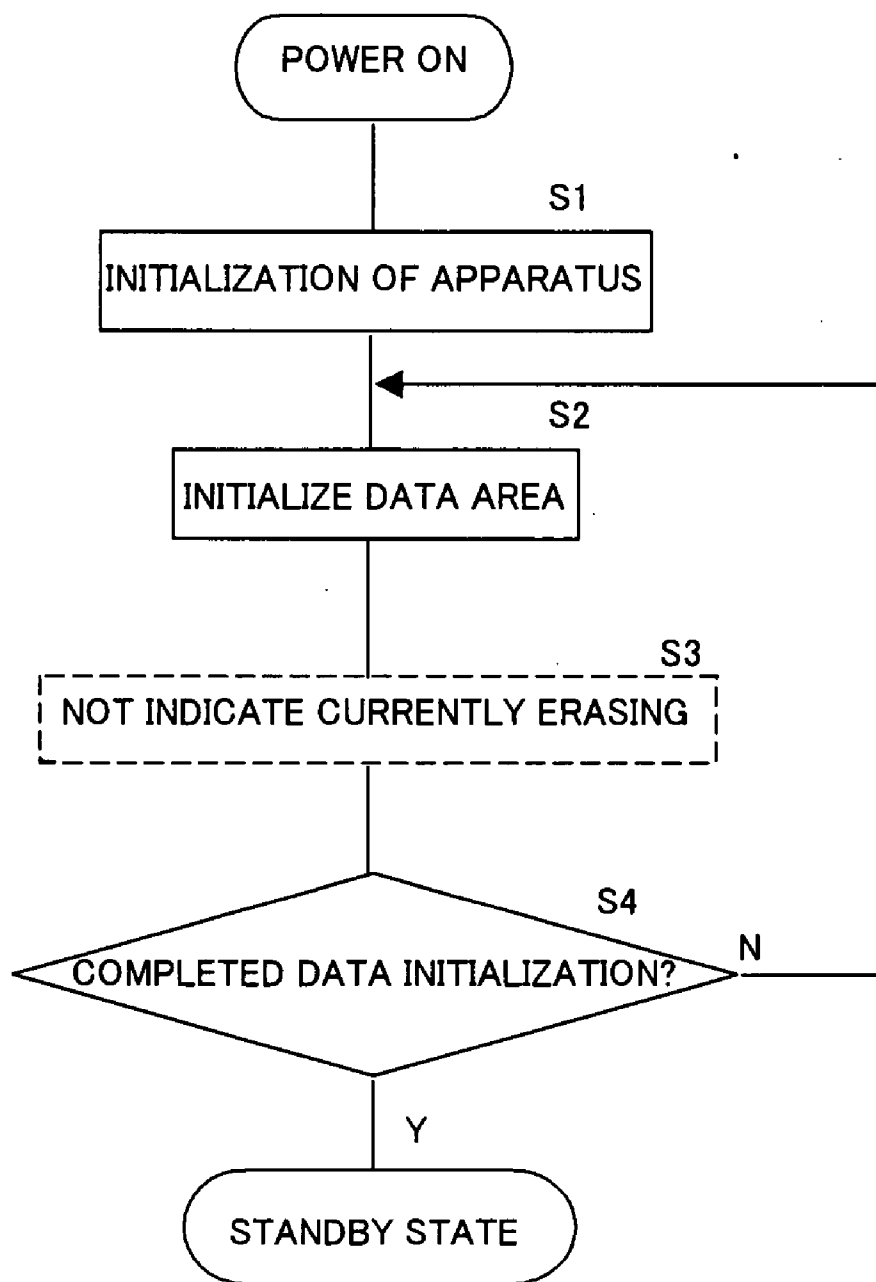 POWER ON
S1
INITIALIZATION OF APPARATUS
S2
INITIALIZE DATA AREA
S3
NOT INDICATE CURRENTLY ERASING
S4
COMPLETED DATA INITIALIZATION?
N
Y
STANDBY STATE